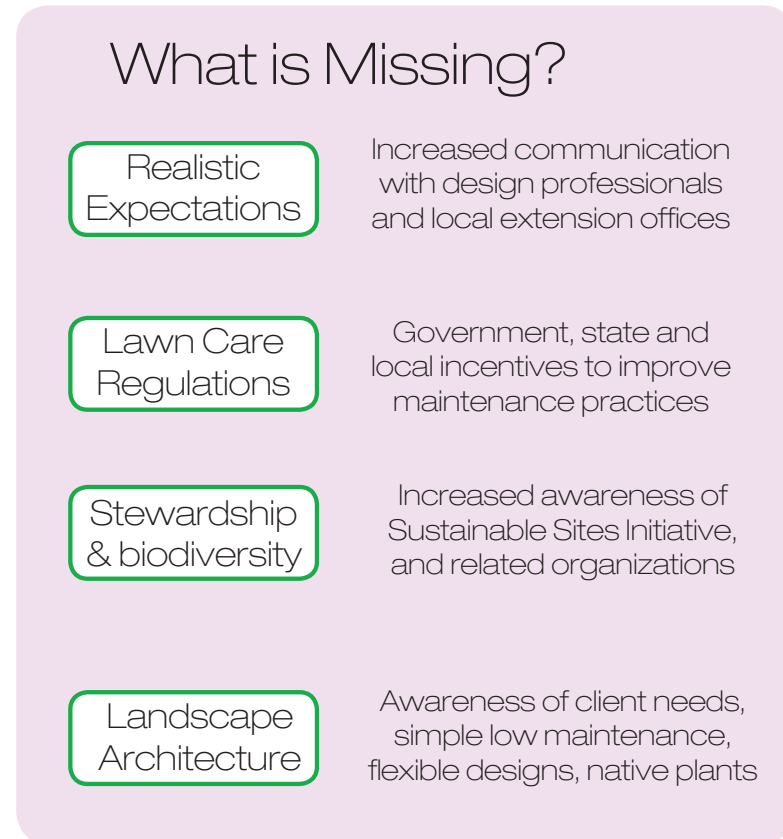 What is Missing?
Realistic
Expectations
Increased communication
with design professionals
and local extension offices
Lawn Care
Regulations
Government, state and
local incentives to improve
maintenance practices
Stewardship
& biodiversity
Increased awareness of
Sustainable Sites Initiative,
and related organizations
Landscape
Architecture
Awareness of client needs,
simple low maintenance,
flexible designs, native plants